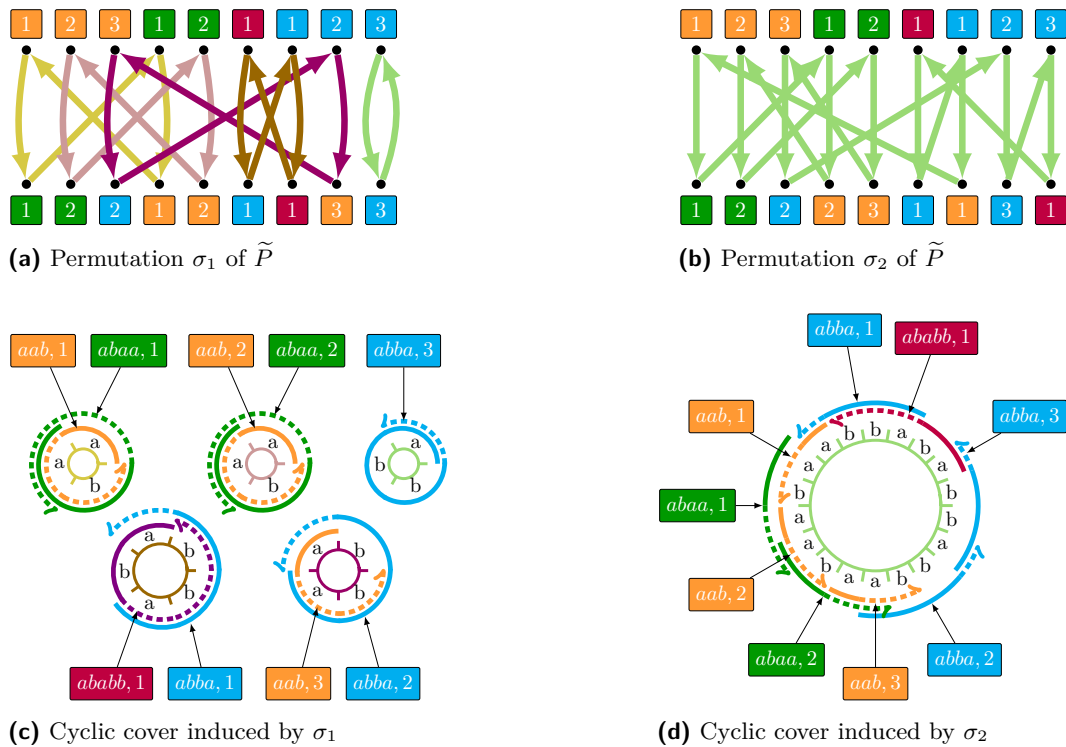 1 2 3 1 2 1 1 2 3
1 2 2 1 2 1 1 3 3
(a) Permutation σ₁ of P̃
1 2 3 1 2 1 1 2 3
1 2 2 2 3 1 1 3 1
(b) Permutation σ₂ of P̃
aab, 1
abaa, 1
aab, 2
abaa, 2
abba, 3
a
a
b
a
a
b
a
b
b
a
b
b
b
a
a
b
b
a
ababb, 1
abba, 1
aab, 3
abba, 2
(c) Cyclic cover induced by σ₁
abba, 1
ababb, 1
aab, 1
abba, 3
abaa, 1
aab, 2
abaa, 2
aab, 3
abba, 2
b
b
a
b
a
b
b
a
b
b
a
a
b
a
a
b
a
a
(d) Cyclic cover induced by σ₂